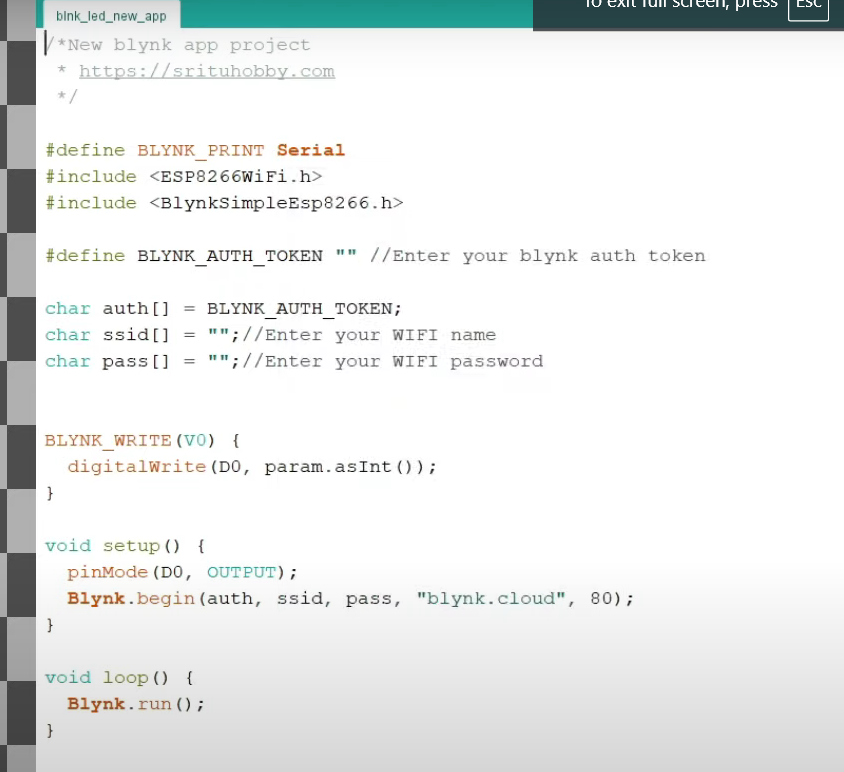 blnk_led_new_app
To exit full screen, press Esc
/*New blynk app project
* https://srituhobby.com
*/
#define BLYNK_PRINT Serial
#include <ESP8266WiFi.h>
#include <BlynkSimpleEsp8266.h>
#define BLYNK_AUTH_TOKEN "" //Enter your blynk auth token
char auth[] = BLYNK_AUTH_TOKEN;
char ssid[] = "";//Enter your WIFI name
char pass[] = "";//Enter your WIFI password
BLYNK_WRITE(V0) {
digitalWrite(D0, param.asInt());
}
void setup() {
pinMode(D0, OUTPUT);
Blynk.begin(auth, ssid, pass, "blynk.cloud", 80);
}
void loop() {
Blynk.run();
}